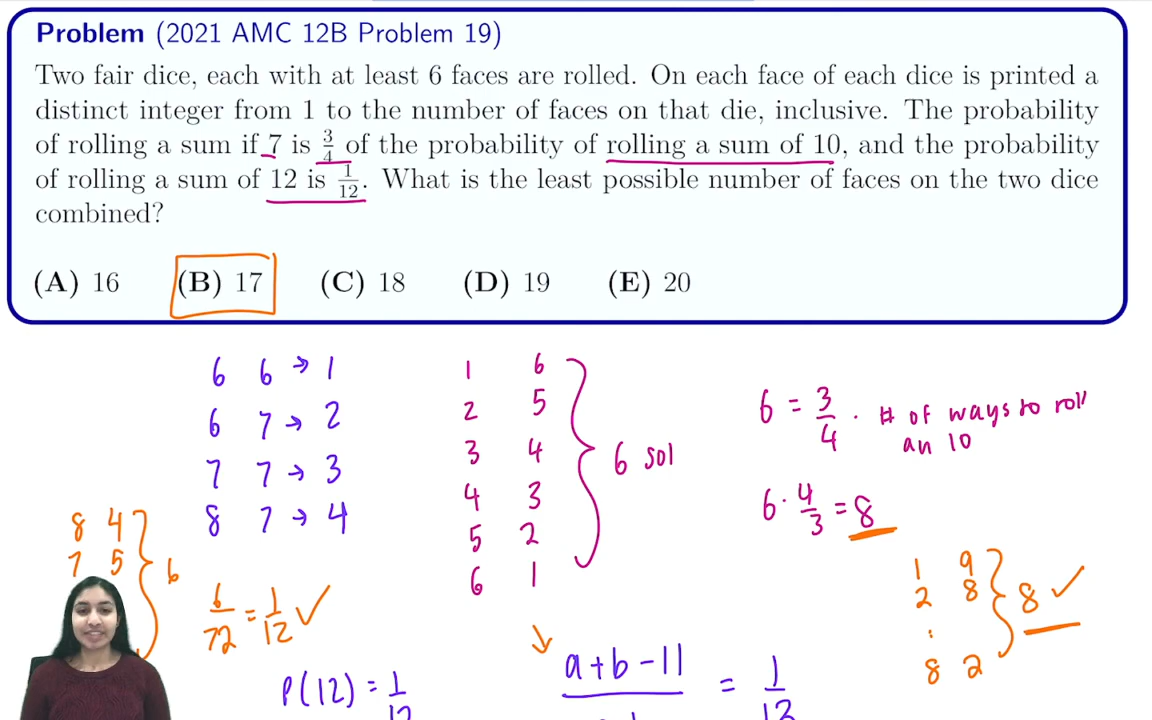 Problem (2021 AMC 12B Problem 19)
Two fair dice, each with at least 6 faces are rolled. On each face of each dice is printed a
distinct integer from 1 to the number of faces on that die, inclusive. The probability
of rolling a sum if 7 is 3/4 of the probability of rolling a sum of 10, and the probability
of rolling a sum of 12 is 1/12. What is the least possible number of faces on the two dice
combined?
(A) 16 (B) 17 (C) 18 (D) 19 (E) 20
6 6 → 1
6 7 → 2
7 7 → 3
8 7 → 4
8 4
7 5
6
6/72 = 1/12 ✓
P(12) = 1/12
1 6
2 5
3 4
4 3
5 2
6 1
6 sol
↓
a+b-11
= 1/12
6 = 3/4 · # of ways to roll
an 10
6 · 4/3 = 8
1 9
2 8
:
8 2
8 ✓